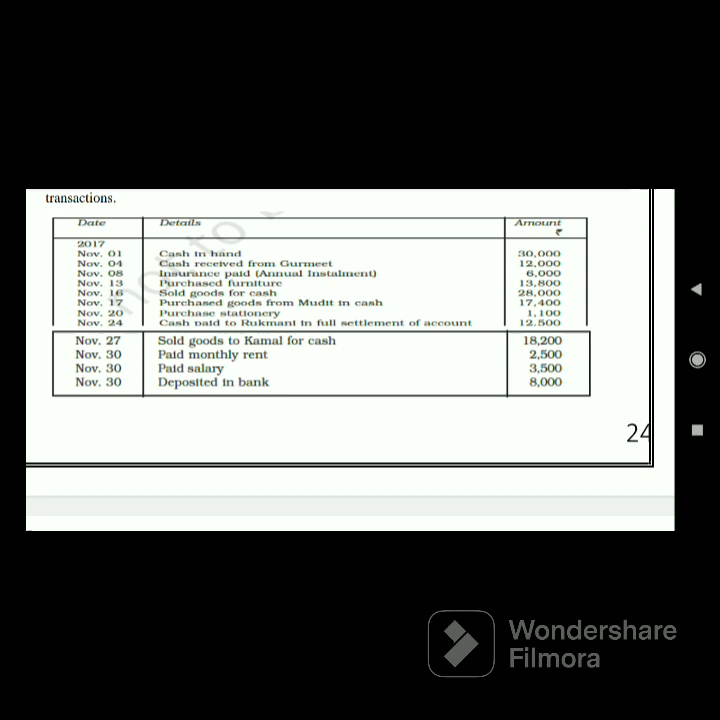 transactions.
Date Details Amount
₹
2017
Nov. 01 Cash in hand 30,000
Nov. 04 Cash received from Gurmeet 12,000
Nov. 08 Insurance paid (Annual Instalment) 6,000
Nov. 13 Purchased furniture 13,800
Nov. 16 Sold goods for cash 28,000
Nov. 17 Purchased goods from Mudit in cash 17,400
Nov. 20 Purchase stationery 1,100
Nov. 24 Cash paid to Rukmani in full settlement of account 12.500
Nov. 27 Sold goods to Kamal for cash 18,200
Nov. 30 Paid monthly rent 2,500
Nov. 30 Paid salary 3,500
Nov. 30 Deposited in bank 8,000
24
Wondershare
Filmora